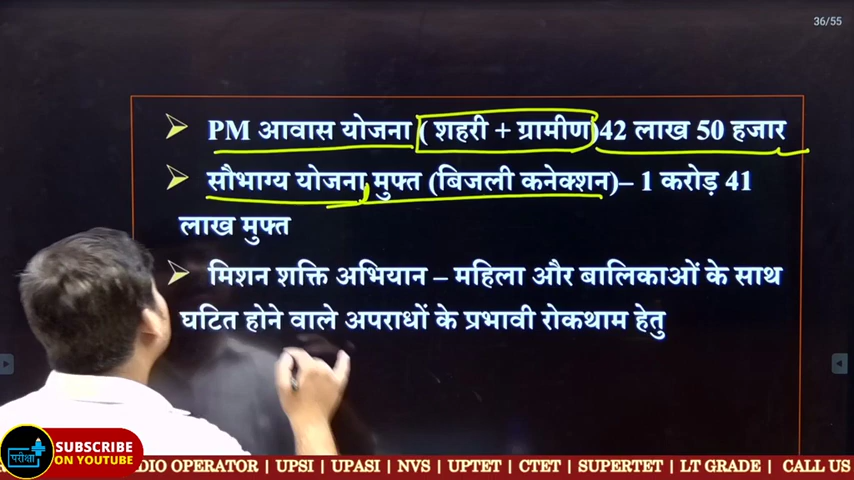 36/55
➤ PM आवास योजना ( शहरी + ग्रामीण)42 लाख 50 हजार
➤ सौभाग्य योजना, मुफ्त (बिजली कनेक्शन)– 1 करोड़ 41
लाख मुफ्त
➤ मिशन शक्ति अभियान – महिला और बालिकाओं के साथ
घटित होने वाले अपराधों के प्रभावी रोकथाम हेतु
परीक्षा
SUBSCRIBE
ON YOUTUBE
DIO OPERATOR | UPSI | UPASI | NVS | UPTET | CTET | SUPERTET | LT GRADE | CALL US